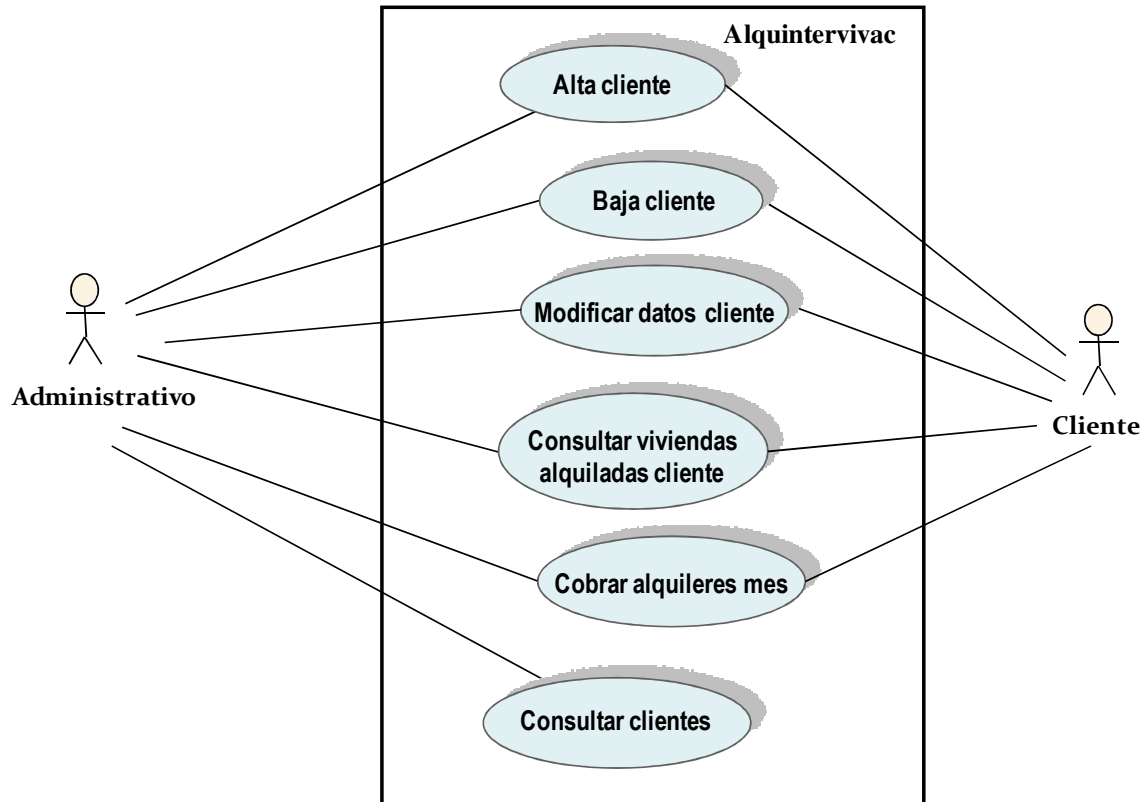 Alquintervivac
Alta cliente
Baja cliente
Modificar datos cliente
Administrativo
Cliente
Consultar viviendas
alquiladas cliente
Cobrar alquileres mes
Consultar clientes